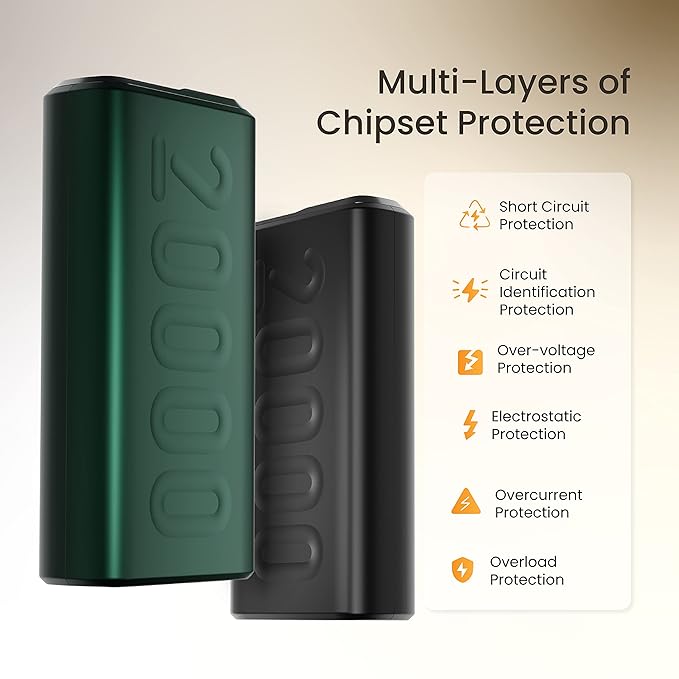 Multi-Layers of
Chipset Protection
20000
20000
Short Circuit
Protection
Circuit
Identification
Protection
Over-voltage
Protection
Electrostatic
Protection
Overcurrent
Protection
Overload
Protection